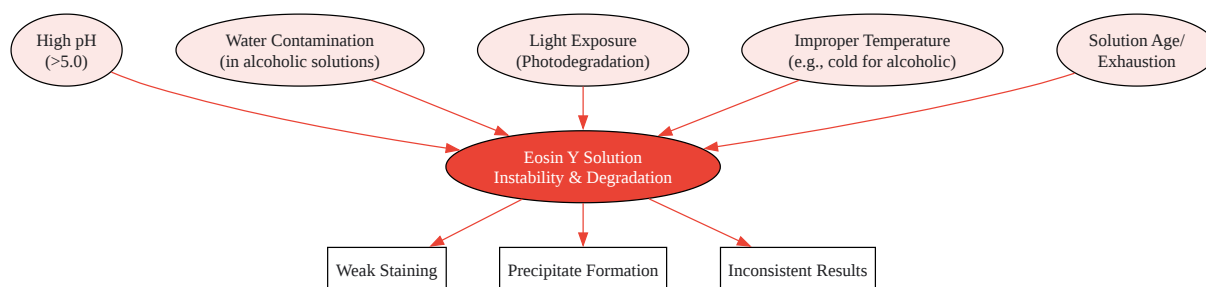 High pH
(>5.0)
Water Contamination
(in alcoholic solutions)
Light Exposure
(Photodegradation)
Improper Temperature
(e.g., cold for alcoholic)
Solution Age/
Exhaustion
Eosin Y Solution
Instability & Degradation
Weak Staining
Precipitate Formation
Inconsistent Results